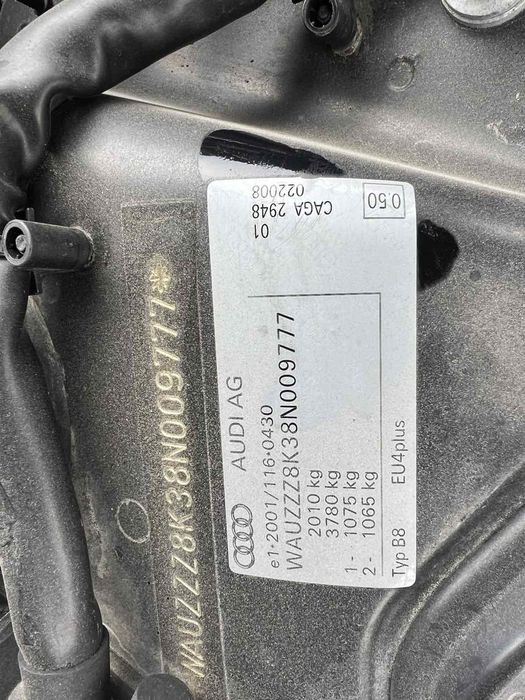 WAUZZZ8K38N009777*
AUDI AG
e1*2001/116*0430
WAUZZZ8K38N009777
2010 kg
3780 kg
1 - 1075 kg
2 - 1065 kg
Typ B8 EU4plus
01
CAGA 2948
022008
0.50